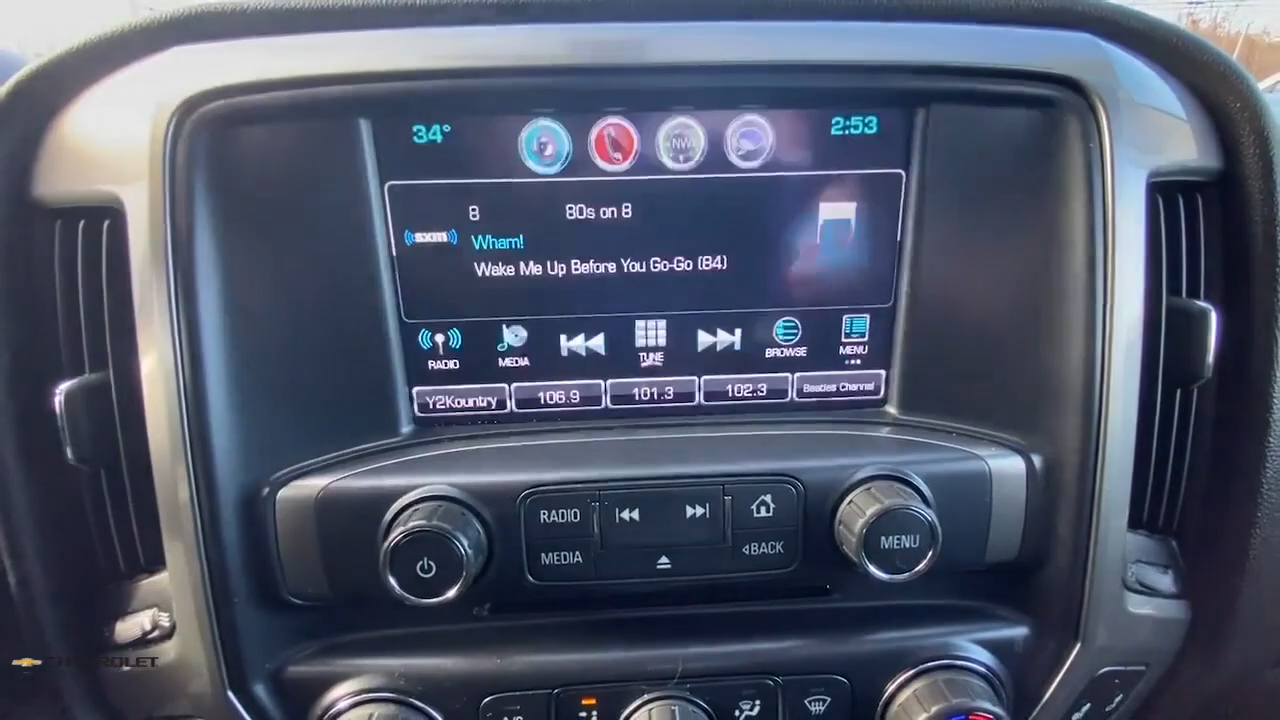 34°
NW
2:53
8 80s on 8
sxm
Wham!
Wake Me Up Before You Go-Go (84)
RADIO
MEDIA
TUNE
BROWSE
MENU
Y2Kountry
106.9
101.3
102.3
Beatles Channel
RADIO
MEDIA
BACK
MENU
CHEVROLET